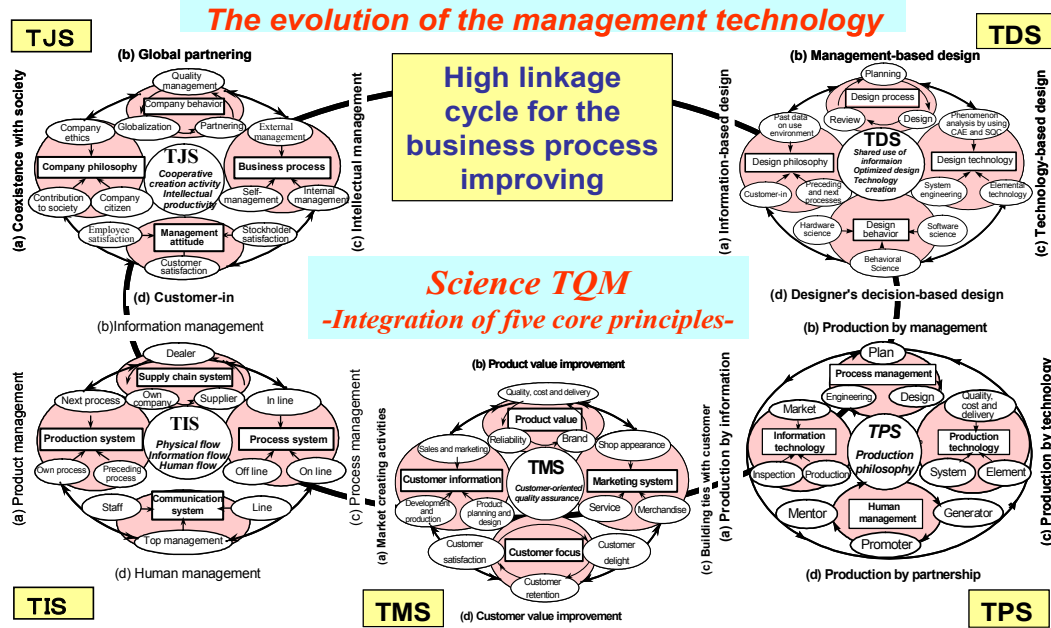 The evolution of the management technology
TJS
TDS
High linkage
cycle for the
business process
improving
Science TQM
-Integration of five core principles-
(b) Global partnering
(a) Coexistence with society
(c) Intellectual management
Quality
management
Company behavior
Globalization
Partnering
Company
ethics
External
management
Company philosophy
TJS
Cooperative
creation activity
Intellectual
productivity
Business process
Contribution
to society
Company
citizen
Self-
management
Internal
management
Employee
satisfaction
Management
attitude
Stockholder
satisfaction
Customer
satisfaction
(d) Customer-in
(b) Management-based design
(a) Information-based design
(c) Technology-based design
Planning
Design process
Review
Design
Past data
on use
environment
Phenomenon
analysis by using
CAE and SQC
TDS
Shared use of
informaion
Optimized design
Technology
creation
Design philosophy
Design technology
Customer-in
Preceding
and next
processes
System
engineering
Elemental
technology
Hardware
science
Design
behavior
Software
science
Behavioral
Science
(d) Designer's decision-based design
(b)Information management
(a) Product management
(c) Process management
Dealer
Supply chain system
Own
company
Supplier
Next process
In line
Production system
TIS
Physical flow
Information flow
Human flow
Process system
Own process
Preceding
process
Off line
On line
Staff
Communication
system
Line
Top management
(d) Human management
TIS
(b) Product value improvement
(a) Market creating activities
(c) Building ties with customer
Quality, cost and delivery
Product value
Reliability
Brand
Sales and marketing
Shop appearance
Customer information
TMS
Customer-oriented
quality assurance
Marketing system
Development
and
production
Product
planning and
design
Service
Merchandise
Customer
satisfaction
Customer focus
Customer
delight
Customer
retention
(d) Customer value improvement
TMS
(b) Production by management
(a) Production by information
(c) Production by technology
Plan
Process management
Engineering
Design
Market
Quality,
cost and
delivery
Information
technology
TPS
Production
philosophy
Production
technology
Inspection
Production
System
Element
Mentor
Human
management
Generator
Promoter
(d) Production by partnership
TPS